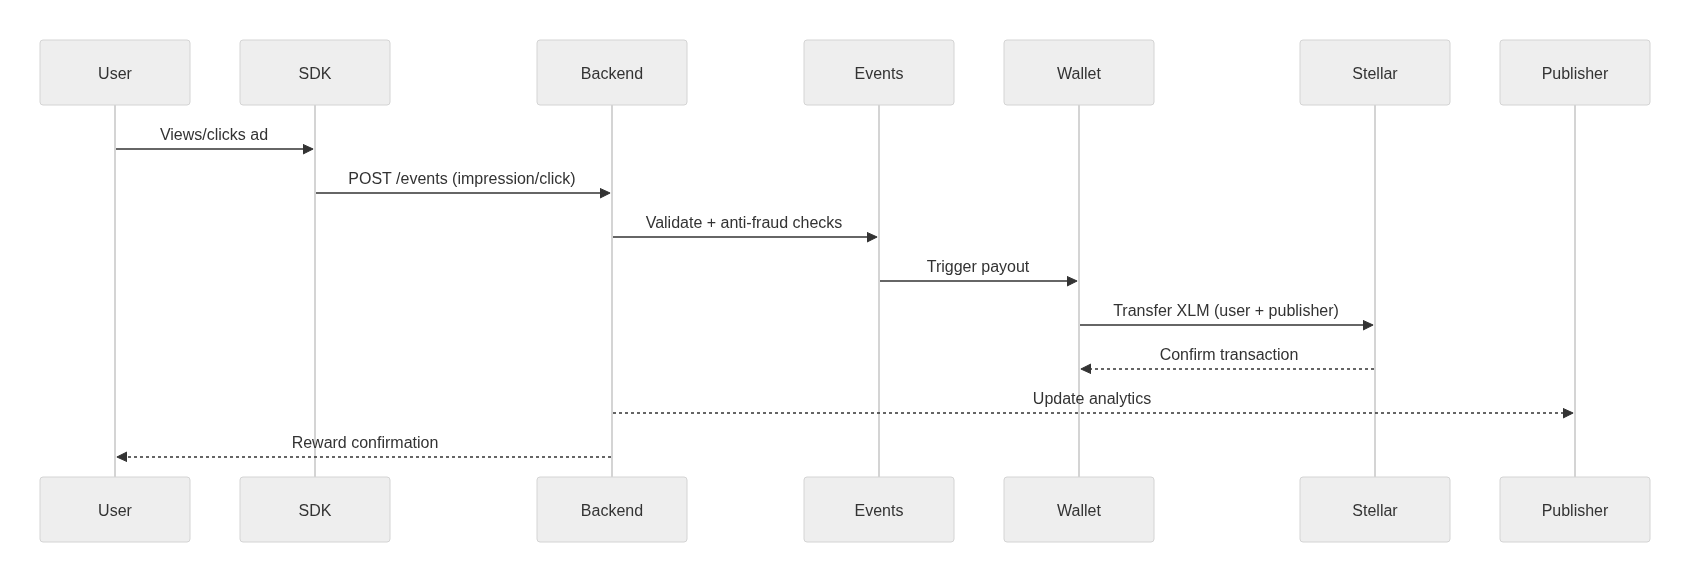 User
SDK
Backend
Events
Wallet
Stellar
Publisher
Views/clicks ad
POST /events (impression/click)
Validate + anti-fraud checks
Trigger payout
Transfer XLM (user + publisher)
Confirm transaction
Update analytics
Reward confirmation
User
SDK
Backend
Events
Wallet
Stellar
Publisher